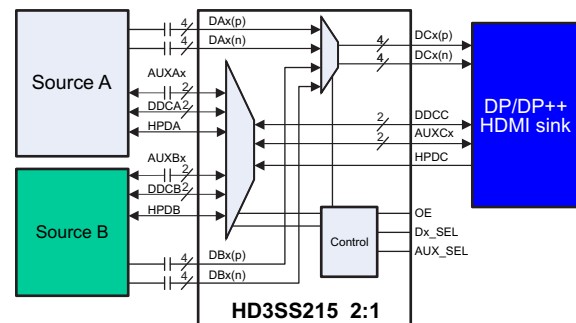 4 DAx(p)
4 DAx(n)
Source A
AUXAx
2
DDCA 2
HPDA
AUXBx
2
DDCB 2
HPDB
Source B
4 DBx(p)
4 DBx(n)
4 DCx(p)
4 DCx(n)
2 DDCC
2 AUXCx
HPDC
DP/DP++
HDMI sink
Control
OE
Dx_SEL
AUX_SEL
HD3SS215 2:1